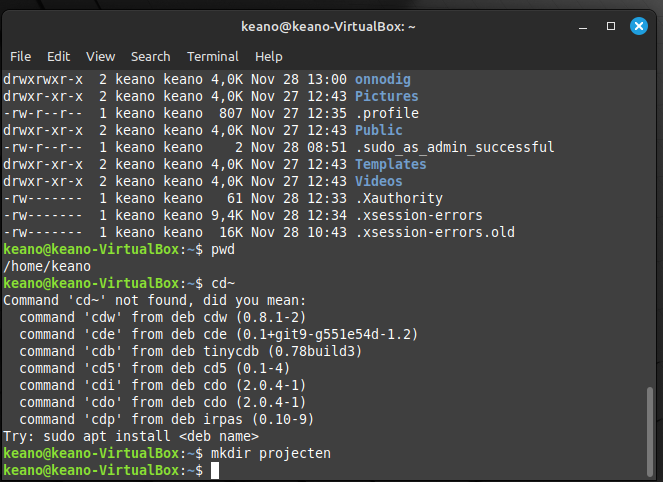 keano@keano-VirtualBox: ~
File Edit View Search Terminal Help
drwxrwxr-x  2 keano keano 4,0K Nov 28 13:00 onnodig
drwxr-xr-x  2 keano keano 4,0K Nov 27 12:43 Pictures
-rw-r--r--  1 keano keano  807 Nov 27 12:35 .profile
drwxr-xr-x  2 keano keano 4,0K Nov 27 12:43 Public
-rw-r--r--  1 keano keano    2 Nov 28 08:51 .sudo_as_admin_successful
drwxr-xr-x  2 keano keano 4,0K Nov 27 12:43 Templates
drwxr-xr-x  2 keano keano 4,0K Nov 27 12:43 Videos
-rw-------  1 keano keano   61 Nov 28 12:33 .Xauthority
-rw-------  1 keano keano 9,4K Nov 28 12:34 .xsession-errors
-rw-------  1 keano keano  16K Nov 28 10:43 .xsession-errors.old
keano@keano-VirtualBox:~$ pwd
/home/keano
keano@keano-VirtualBox:~$ cd~
Command 'cd~' not found, did you mean:
  command 'cdw' from deb cdw (0.8.1-2)
  command 'cde' from deb cde (0.1+git9-g551e54d-1.2)
  command 'cdb' from deb tinycdb (0.78build3)
  command 'cd5' from deb cd5 (0.1-4)
  command 'cdi' from deb cdo (2.0.4-1)
  command 'cdo' from deb cdo (2.0.4-1)
  command 'cdp' from deb irpas (0.10-9)
Try: sudo apt install <deb name>
keano@keano-VirtualBox:~$ mkdir projecten
keano@keano-VirtualBox:~$